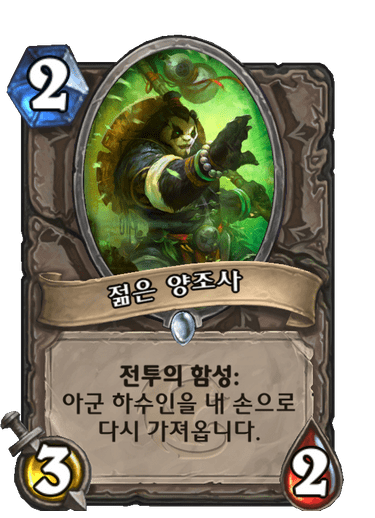 2
젊은 양조사
전투의 함성:
아군 하수인을 내 손으로
다시 가져옵니다.
3
2